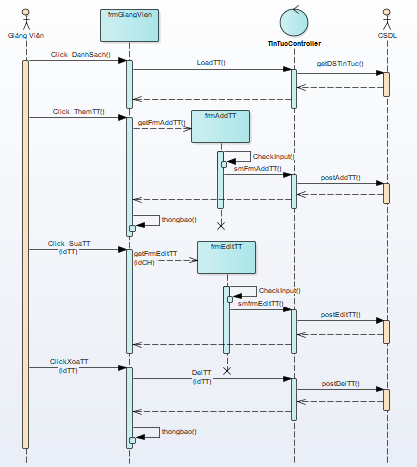 frmGiangVien
Giảng Viên
TinTucController
CSDL
Click DanhSach()
LoadTT()
getDSTinTuc()
Click ThemTT()
getFrmAddTT()
frmAddTT
CheckInput()
smFrmAddTT()
postAddTT()
thongbao()
Click SuaTT
(idTT)
getFrmEditTT
(idCH)
frmEditTT
CheckInput()
smfrmEditTT()
postEditTT()
ClickXoaTT
(idTT)
DelTT
(idTT)
postDelTT()
thongbao()